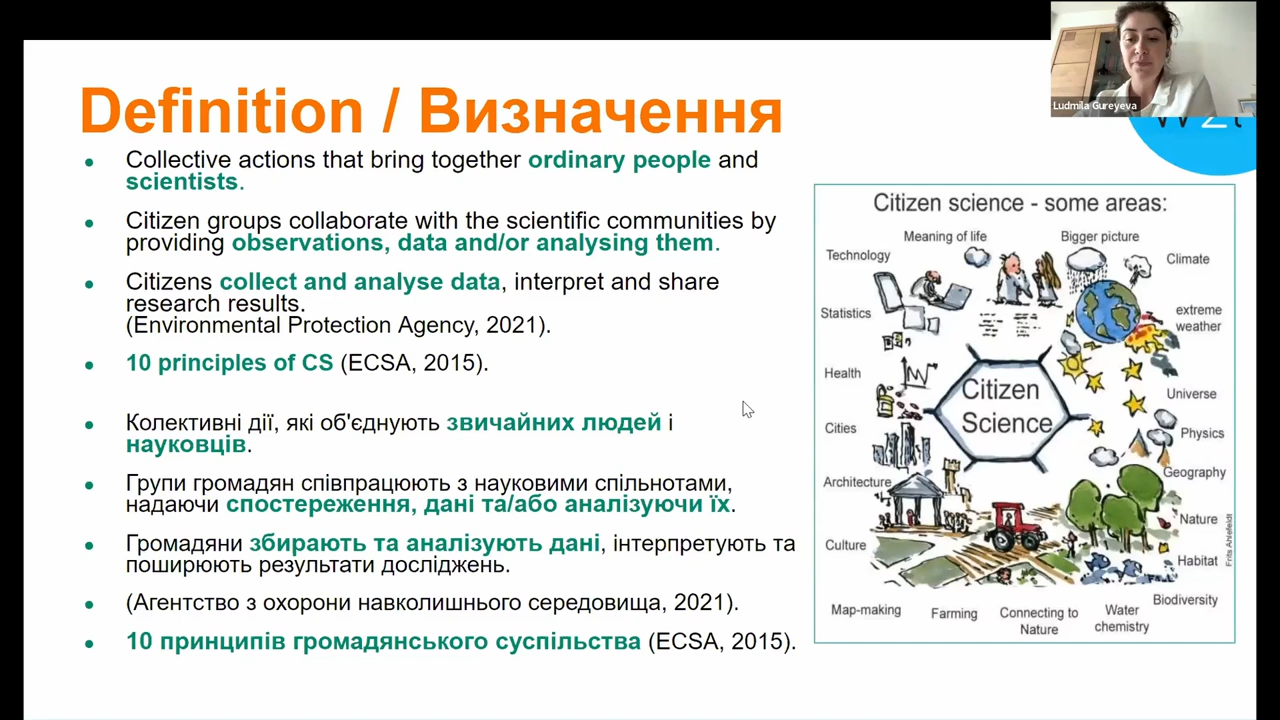 Definition / Визначення
Collective actions that bring together ordinary people and
scientists.
Citizen groups collaborate with the scientific communities by
providing observations, data and/or analysing them.
Citizens collect and analyse data, interpret and share
research results.
(Environmental Protection Agency, 2021).
10 principles of CS (ECSA, 2015).
Колективні дії, які об'єднують звичайних людей і
науковців.
Групи громадян співпрацюють з науковими спільнотами,
надаючи спостереження, дані та/або аналізуючи їх.
Громадяни збирають та аналізують дані, інтерпретують та
поширюють результати досліджень.
(Агентство з охорони навколишнього середовища, 2021).
10 принципів громадянського суспільства (ECSA, 2015).
Ludmila Gureyeva
Citizen science - some areas:
Meaning of life
Bigger picture
Technology
Climate
Statistics
extreme
weather
Health
Citizen
Science
Universe
Cities
Physics
Architecture
Geography
Nature
Culture
Habitat
Frits Ahlefeldt
Map-making
Farming
Connecting to
Nature
Water
chemistry
Biodiversity